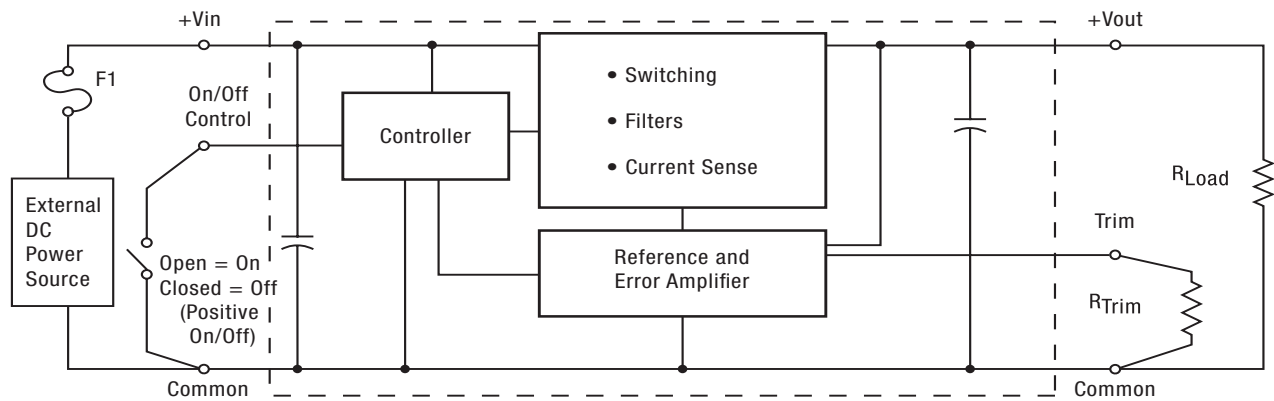 +Vin
+Vout
F1
On/Off
Control
Controller
• Switching
• Filters
• Current Sense
RLoad
External
DC
Power
Source
Open = On
Closed = Off
(Positive
On/Off)
Reference and
Error Amplifier
Trim
RTrim
Common
Common